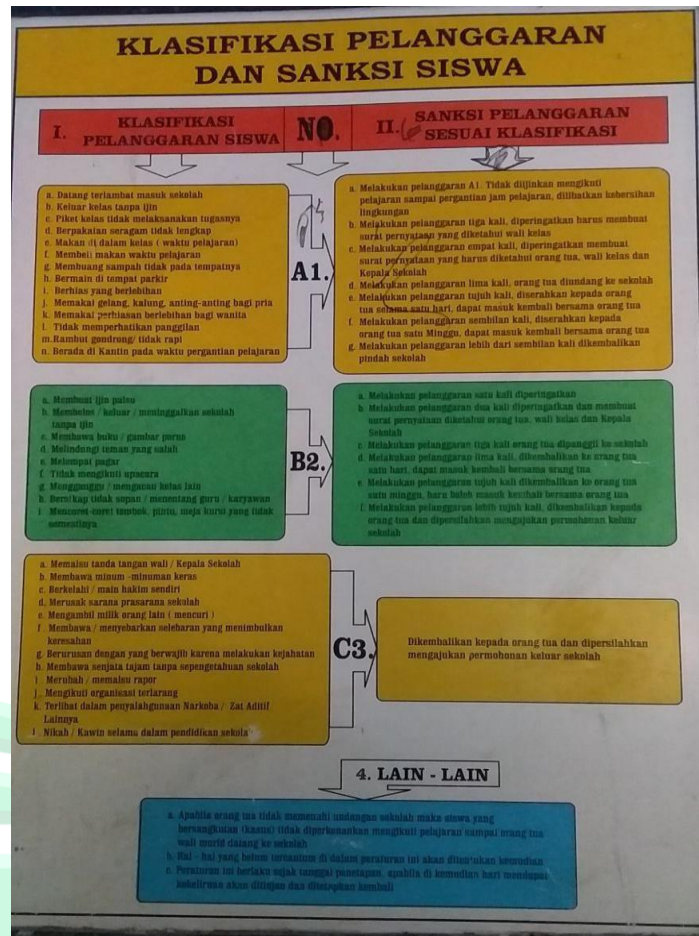 KLASIFIKASI PELANGGARAN
DAN SANKSI SISWA
I. KLASIFIKASI
PELANGGARAN SISWA
NO.
II. SANKSI PELANGGARAN
SESUAI KLASIFIKASI
a. Datang terlambat masuk sekolah
b. Keluar kelas tanpa ijin
c. Piket kelas tidak melaksanakan tugasnya
d. Berpakaian seragam tidak lengkap
e. Makan di dalam kelas ( waktu pelajaran)
f. Membeli makan waktu pelajaran
g. Membuang sampah tidak pada tempatnya
h. Bermain di tempat parkir
i. Berhias yang berlebihan
j. Memakai gelang, kalung, anting-anting bagi pria
k. Memakai perhiasan berlebihan bagi wanita
l. Tidak memperhatikan panggilan
m. Rambut gondrong/ tidak rapi
n. Berada di Kantin pada waktu pergantian pelajaran
A1.
a. Melakukan pelanggaran A1. Tidak diijinkan mengikuti
pelajaran sampai pergantian jam pelajaran, dilibatkan kebersihan
lingkungan
b. Melakukan pelanggaran tiga kali, diperingatkan harus membuat
surat pernyataan yang diketahui wali kelas
c. Melakukan pelanggaran empat kali, diperingatkan membuat
surat pernyataan yang harus diketahui orang tua, wali kelas dan
Kepala Sekolah
d. Melakukan pelanggaran lima kali, orang tua diundang ke sekolah
e. Melakukan pelanggaran tujuh kali, diserahkan kepada orang
tua selama satu hari, dapat masuk kembali bersama orang tua
f. Melakukan pelanggaran sembilan kali, diserahkan kepada
orang tua satu Minggu, dapat masuk kembali bersama orang tua
g. Melakukan pelanggaran lebih dari sembilan kali dikembalikan
pindah sekolah
a. Membuat ijin palsu
b. Membolos / keluar / meninggalkan sekolah
tanpa ijin
c. Membawa buku / gambar porno
d. Melindungi teman yang salah
e. Melompat pagar
f. Tidak mengikuti upacara
g. Mengganggu / mengacau kelas lain
h. Bersikap tidak sopan / menentang guru / karyawan
i. Mencoret-coret tembok, pintu, meja kursi yang tidak
semestinya
B2.
a. Melakukan pelanggaran satu kali diperingatkan
b. Melakukan pelanggaran dua kali diperingatkan dan membuat
surat pernyataan diketahui orang tua, wali kelas dan Kepala
Sekolah
c. Melakukan pelanggaran tiga kali orang tua dipanggil ke sekolah
d. Melakukan pelanggaran lima kali, dikembalikan ke orang tua
satu hari, dapat masuk kembali bersama orang tua
e. Melakukan pelanggaran tujuh kali dikembalikan ke orang tua
satu minggu, baru boleh masuk kembali bersama orang tua
f. Melakukan pelanggaran lebih tujuh kali, dikembalikan kepada
orang tua dan dipersilahkan mengajukan permohonan keluar
sekolah
a. Memalsu tanda tangan wali / Kepala Sekolah
b. Membawa minum -minuman keras
c. Berkelahi / main hakim sendiri
d. Merusak sarana prasarana sekolah
e. Mengambil milik orang lain ( mencuri )
f. Membawa / menyebarkan selebaran yang menimbulkan
keresahan
g. Berurusan dengan yang berwajib karena melakukan kejahatan
h. Membawa senjata tajam tanpa sepengetahuan sekolah
i. Merubah / memalsu rapor
j. Mengikuti organisasi terlarang
k. Terlibat dalam penyalahgunaan Narkoba / Zat Aditif
Lainnya
l. Nikah / Kawin selama dalam pendidikan sekolah
C3.
Dikembalikan kepada orang tua dan dipersilahkan
mengajukan permohonan keluar sekolah
4. LAIN - LAIN
a. Apabila orang tua tidak memenuhi undangan sekolah maka siswa yang
bersangkutan (kasus) tidak diperkenankan mengikuti pelajaran sampai orang tua
wali murid datang ke sekolah
b. Hal - hal yang belum tercantum di dalam peraturan ini akan ditentukan kemudian
c. Peraturan ini berlaku sejak tanggal penetapan, apabila di kemudian hari mendapai
kekeliruan akan ditinjau dan ditetapkan kembali